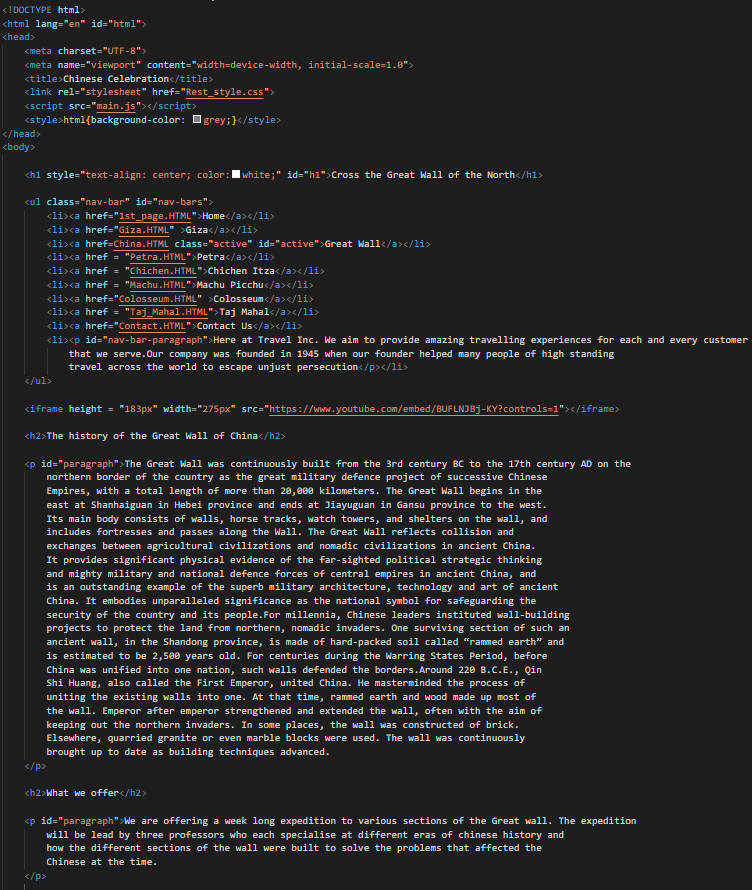 <!DOCTYPE html>
<html lang="en" id="html">
<head>
<meta charset="UTF-8">
<meta name="viewport" content="width=device-width, initial-scale=1.0">
<title>Chinese Celebration</title>
<link rel="stylesheet" href="Rest_style.css">
<script src="main.js"></script>
<style>html{background-color: grey;}</style>
</head>
<body>
<h1 style="text-align: center; color: white;" id="h1">Cross the Great Wall of the North</h1>
<ul class="nav-bar" id="nav-bars">
<li><a href="1st_page.HTML">Home</a></li>
<li><a href="Giza.HTML" >Giza</a></li>
<li><a href=China.HTML class="active" id="active">Great Wall</a></li>
<li><a href = "Petra.HTML">Petra</a></li>
<li><a href = "Chichen.HTML">Chichen Itza</a></li>
<li><a href = "Machu.HTML">Machu Picchu</a></li>
<li><a href="Colosseum.HTML" >Colosseum</a></li>
<li><a href = "Taj_Mahal.HTML">Taj Mahal</a></li>
<li><a href="Contact.HTML">Contact Us</a></li>
<li><p id="nav-bar-paragraph">Here at Travel Inc. We aim to provide amazing travelling experiences for each and every customer
that we serve.Our company was founded in 1945 when our founder helped many people of high standing
travel across the world to escape unjust persecution</p></li>
</ul>
<iframe height = "183px" width="275px" src="https://www.youtube.com/embed/BUFLNJBj-KY?controls=1"></iframe>
<h2>The history of the Great Wall of China</h2>
<p id="paragraph">The Great Wall was continuously built from the 3rd century BC to the 17th century AD on the
northern border of the country as the great military defence project of successive Chinese
Empires, with a total length of more than 20,000 kilometers. The Great Wall begins in the
east at Shanhaiguan in Hebei province and ends at Jiayuguan in Gansu province to the west.
Its main body consists of walls, horse tracks, watch towers, and shelters on the wall, and
includes fortresses and passes along the Wall. The Great Wall reflects collision and
exchanges between agricultural civilizations and nomadic civilizations in ancient China.
It provides significant physical evidence of the far-sighted political strategic thinking
and mighty military and national defence forces of central empires in ancient China, and
is an outstanding example of the superb military architecture, technology and art of ancient
China. It embodies unparalleled significance as the national symbol for safeguarding the
security of the country and its people.For millennia, Chinese leaders instituted wall-building
projects to protect the land from northern, nomadic invaders. One surviving section of such an
ancient wall, in the Shandong province, is made of hard-packed soil called “rammed earth” and
is estimated to be 2,500 years old. For centuries during the Warring States Period, before
China was unified into one nation, such walls defended the borders.Around 220 B.C.E., Qin
Shi Huang, also called the First Emperor, united China. He masterminded the process of
uniting the existing walls into one. At that time, rammed earth and wood made up most of
the wall. Emperor after emperor strengthened and extended the wall, often with the aim of
keeping out the northern invaders. In some places, the wall was constructed of brick.
Elsewhere, quarried granite or even marble blocks were used. The wall was continuously
brought up to date as building techniques advanced.
</p>
<h2>What we offer</h2>
<p id="paragraph">We are offering a week long expedition to various sections of the Great wall. The expedition
will be lead by three professors who each specialise at different eras of chinese history and
how the different sections of the wall were built to solve the problems that affected the
Chinese at the time.
</p>